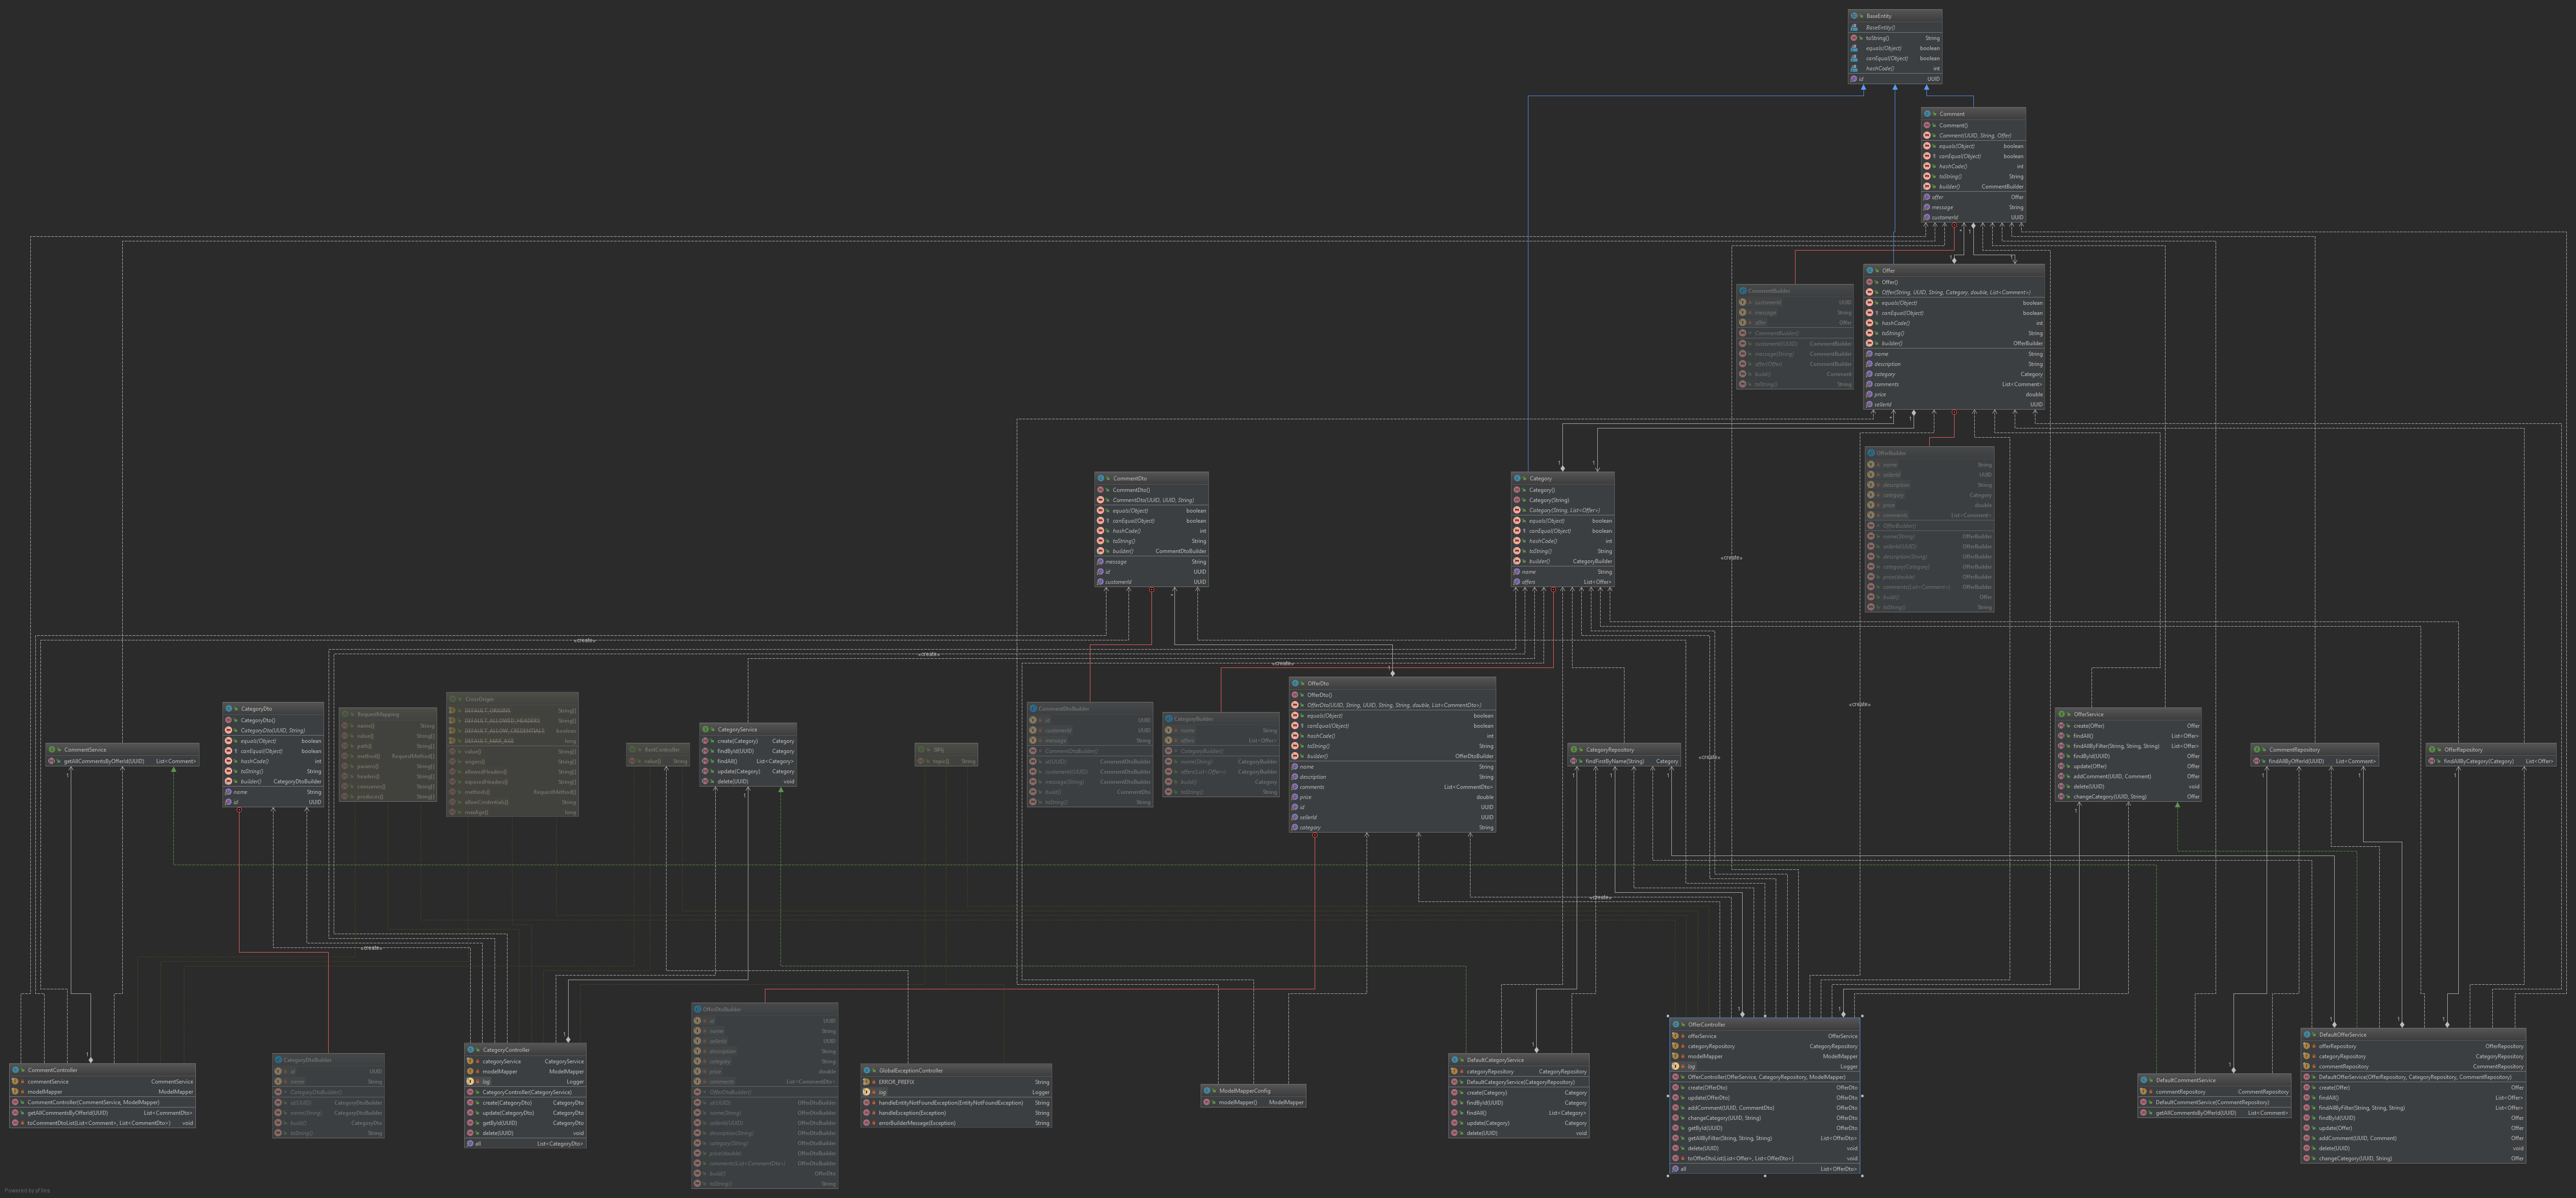 BaseEntity
BaseEntity()
toString() String
equals(Object) boolean
canEqual(Object) boolean
hashCode() int
id UUID
Comment
Comment()
Comment(UUID, String, Offer)
equals(Object) boolean
canEqual(Object) boolean
hashCode() int
toString() String
builder() CommentBuilder
offer Offer
message String
customerId UUID
Offer
Offer()
Offer(String, UUID, String, Category, double, List<Comment>)
equals(Object) boolean
canEqual(Object) boolean
hashCode() int
toString() String
builder() OfferBuilder
name String
description String
category Category
comments List<Comment>
price double
sellerId UUID
CommentBuilder
customerId UUID
message String
offer Offer
CommentBuilder()
customerId(UUID) CommentBuilder
message(String) CommentBuilder
offer(Offer) CommentBuilder
build() Comment
toString() String
OfferBuilder
name String
sellerId UUID
description String
category Category
price double
comments List<Comment>
OfferBuilder()
name(String) OfferBuilder
sellerId(UUID) OfferBuilder
description(String) OfferBuilder
category(Category) OfferBuilder
price(double) OfferBuilder
comments(List<Comment>) OfferBuilder
build() Offer
toString() String
CommentDto
CommentDto()
CommentDto(UUID, UUID, String)
equals(Object) boolean
canEqual(Object) boolean
hashCode() int
toString() String
builder() CommentDtoBuilder
message String
id UUID
customerId UUID
Category
Category()
Category(String)
Category(String, List<Offer>)
equals(Object) boolean
canEqual(Object) boolean
hashCode() int
toString() String
builder() CategoryBuilder
name String
offers List<Offer>
«create»
«create»
«create»
«create»
«create»
«create»
«create»
«create»
CommentService
getAllCommentsByOfferId(UUID) List<Comment>
CategoryDto
CategoryDto()
CategoryDto(UUID, String)
equals(Object) boolean
canEqual(Object) boolean
hashCode() int
toString() String
builder() CategoryDtoBuilder
name String
id UUID
RequestMapping
name() String
value() String[]
path() String[]
method() RequestMethod[]
params() String[]
headers() String[]
consumes() String[]
produces() String[]
CrossOrigin
DEFAULT_ORIGINS String[]
DEFAULT_ALLOWED_HEADERS String[]
DEFAULT_ALLOW_CREDENTIALS boolean
DEFAULT_MAX_AGE long
value() String[]
origins() String[]
allowedHeaders() String[]
exposedHeaders() String[]
methods() RequestMethod[]
allowCredentials() String
maxAge() long
RestController
value() String
CategoryService
create(Category) Category
findById(UUID) Category
findAll() List<Category>
update(Category) Category
delete(UUID) void
Slf4j
topic() String
CommentDtoBuilder
id UUID
customerId UUID
message String
CommentDtoBuilder()
id(UUID) CommentDtoBuilder
customerId(UUID) CommentDtoBuilder
message(String) CommentDtoBuilder
build() CommentDto
toString() String
CategoryBuilder
name String
offers List<Offer>
CategoryBuilder()
name(String) CategoryBuilder
offers(List<Offer>) CategoryBuilder
build() Category
toString() String
OfferDto
OfferDto()
OfferDto(UUID, String, UUID, String, String, double, List<CommentDto>)
equals(Object) boolean
canEqual(Object) boolean
hashCode() int
toString() String
builder() OfferDtoBuilder
name String
description String
comments List<CommentDto>
price double
id UUID
sellerId UUID
category String
CategoryRepository
findFirstByName(String) Category
OfferService
create(Offer) Offer
findAll() List<Offer>
findAllByFilter(String, String, String) List<Offer>
findById(UUID) Offer
update(Offer) Offer
addComment(UUID, Comment) Offer
delete(UUID) void
changeCategory(UUID, String) Offer
CommentRepository
findAllByOfferId(UUID) List<Comment>
OfferRepository
findAllByCategory(Category) List<Offer>
CommentController
commentService CommentService
modelMapper ModelMapper
CommentController(CommentService, ModelMapper)
getAllCommentsByOfferId(UUID) List<CommentDto>
toCommentDtoList(List<Comment>, List<CommentDto>) void
CategoryDtoBuilder
id UUID
name String
CategoryDtoBuilder()
id(UUID) CategoryDtoBuilder
name(String) CategoryDtoBuilder
build() CategoryDto
toString() String
CategoryController
categoryService CategoryService
modelMapper ModelMapper
log Logger
CategoryController(CategoryService)
create(CategoryDto) CategoryDto
update(CategoryDto) CategoryDto
getById(UUID) CategoryDto
delete(UUID) void
all List<CategoryDto>
OfferDtoBuilder
id UUID
name String
sellerId UUID
description String
category String
price double
comments List<CommentDto>
OfferDtoBuilder()
id(UUID) OfferDtoBuilder
name(String) OfferDtoBuilder
sellerId(UUID) OfferDtoBuilder
description(String) OfferDtoBuilder
category(String) OfferDtoBuilder
price(double) OfferDtoBuilder
comments(List<CommentDto>) OfferDtoBuilder
build() OfferDto
toString() String
GlobalExceptionController
ERROR_PREFIX String
log Logger
handleEntityNotFoundException(EntityNotFoundException) String
handleException(Exception) String
errorBuilderMessage(Exception) String
ModelMapperConfig
modelMapper() ModelMapper
DefaultCategoryService
categoryRepository CategoryRepository
DefaultCategoryService(CategoryRepository)
create(Category) Category
findById(UUID) Category
findAll() List<Category>
update(Category) Category
delete(UUID) void
OfferController
offerService OfferService
categoryRepository CategoryRepository
modelMapper ModelMapper
log Logger
OfferController(OfferService, CategoryRepository, ModelMapper)
create(OfferDto) OfferDto
update(OfferDto) OfferDto
addComment(UUID, CommentDto) OfferDto
changeCategory(UUID, String) OfferDto
getById(UUID) OfferDto
getAllByFilter(String, String, String) List<OfferDto>
delete(UUID) void
toOfferDtoList(List<Offer>, List<OfferDto>) void
all List<OfferDto>
DefaultCommentService
commentRepository CommentRepository
DefaultCommentService(CommentRepository)
getAllCommentsByOfferId(UUID) List<Comment>
DefaultOfferService
offerRepository OfferRepository
categoryRepository CategoryRepository
commentRepository CommentRepository
DefaultOfferService(OfferRepository, CategoryRepository, CommentRepository)
create(Offer) Offer
findAll() List<Offer>
findAllByFilter(String, String, String) List<Offer>
findById(UUID) Offer
update(Offer) Offer
addComment(UUID, Comment) Offer
delete(UUID) void
changeCategory(UUID, String) Offer
Powered by yFiles